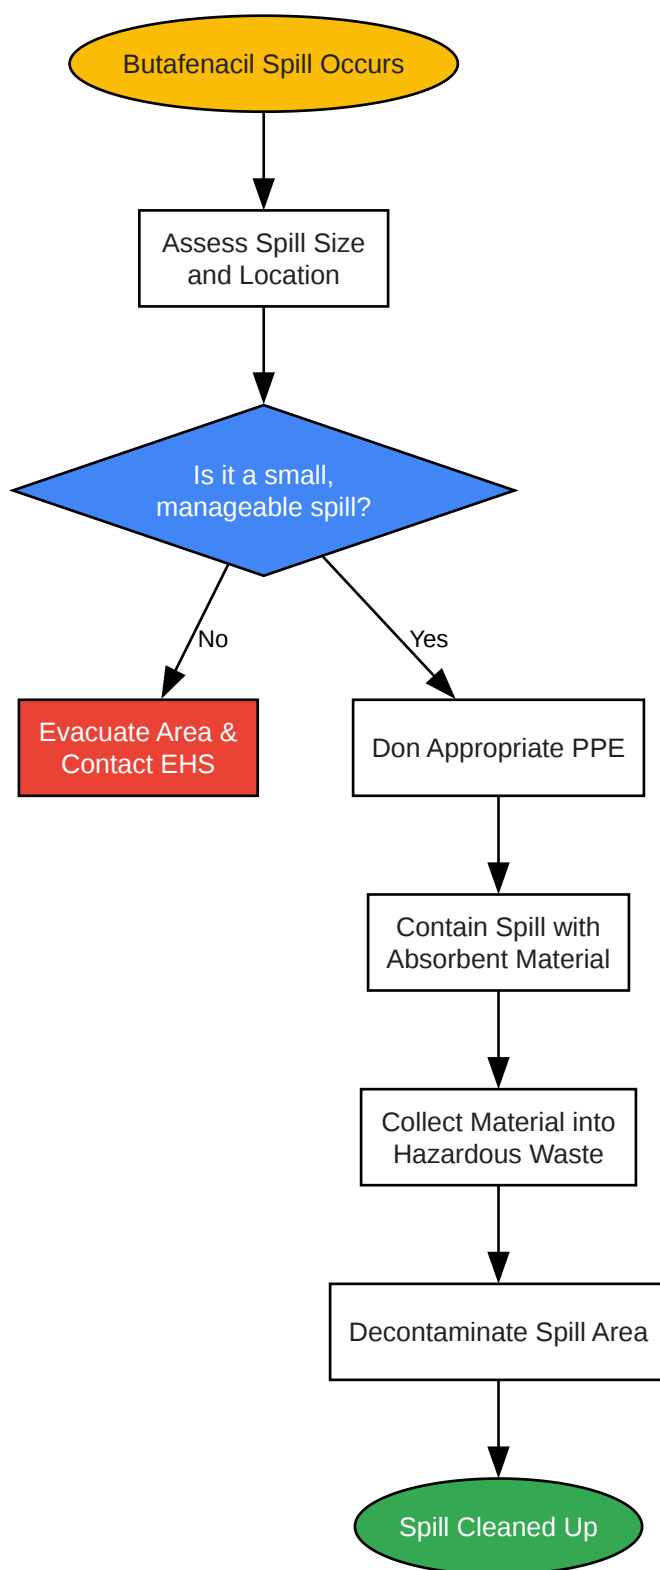 Butafenacil Spill Occurs
Assess Spill Size
and Location
Is it a small,
manageable spill?
No
Yes
Evacuate Area &
Contact EHS
Don Appropriate PPE
Contain Spill with
Absorbent Material
Collect Material into
Hazardous Waste
Decontaminate Spill Area
Spill Cleaned Up